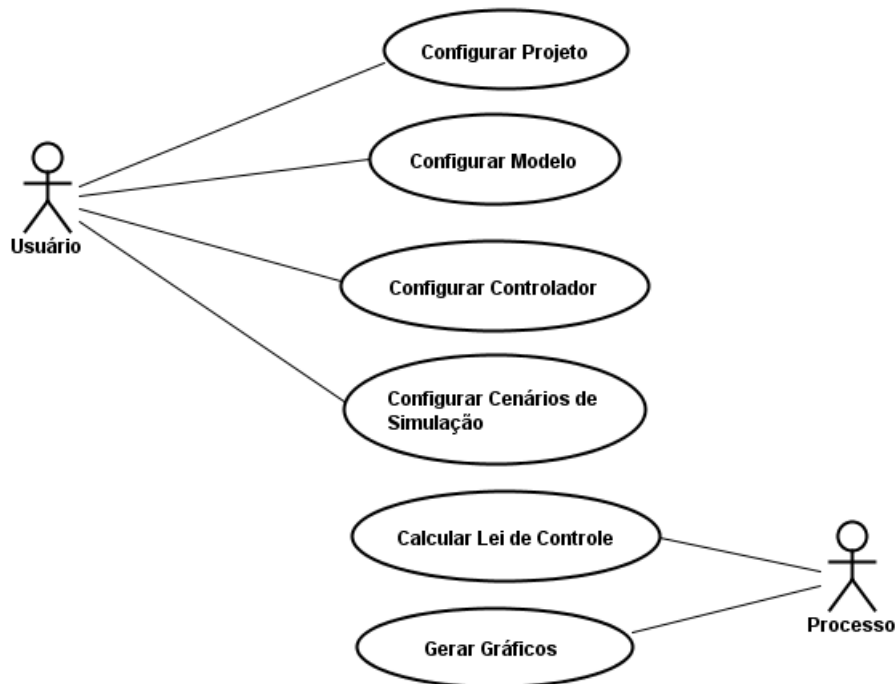 Configurar Projeto
Configurar Modelo
Usuário
Configurar Controlador
Configurar Cenários de
Simulação
Calcular Lei de Controle
Processo
Gerar Gráficos